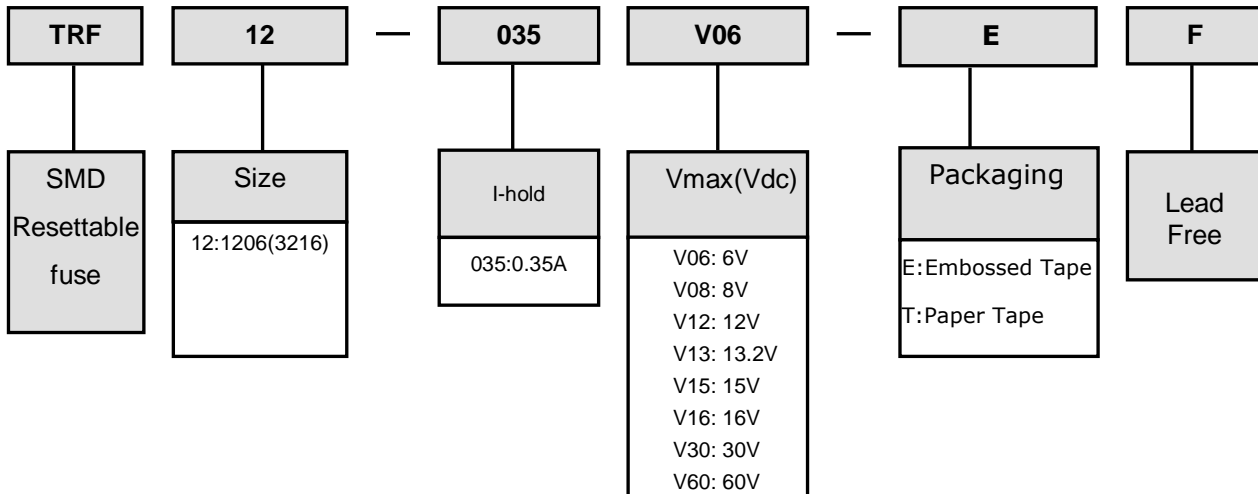 TRF 12 — 035 V06 — E F
SMD
Resettable
fuse
Size
12:1206(3216)
I-hold
035:0.35A
Vmax(Vdc)
V06: 6V
V08: 8V
V12: 12V
V13: 13.2V
V15: 15V
V16: 16V
V30: 30V
V60: 60V
Packaging
E:Embossed Tape
T:Paper Tape
Lead
Free